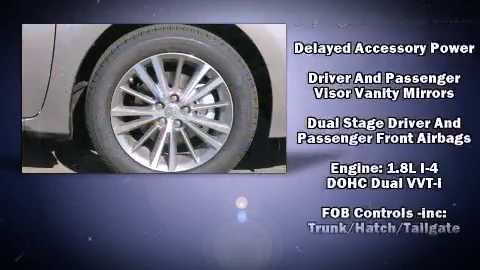 Delayed Accessory Power
Driver And Passenger
Visor Vanity Mirrors
Dual Stage Driver And
Passenger Front Airbags
Engine: 1.8L I-4
DOHC Dual VVT-i
FOB Controls -inc:
Trunk/Hatch/Tailgate